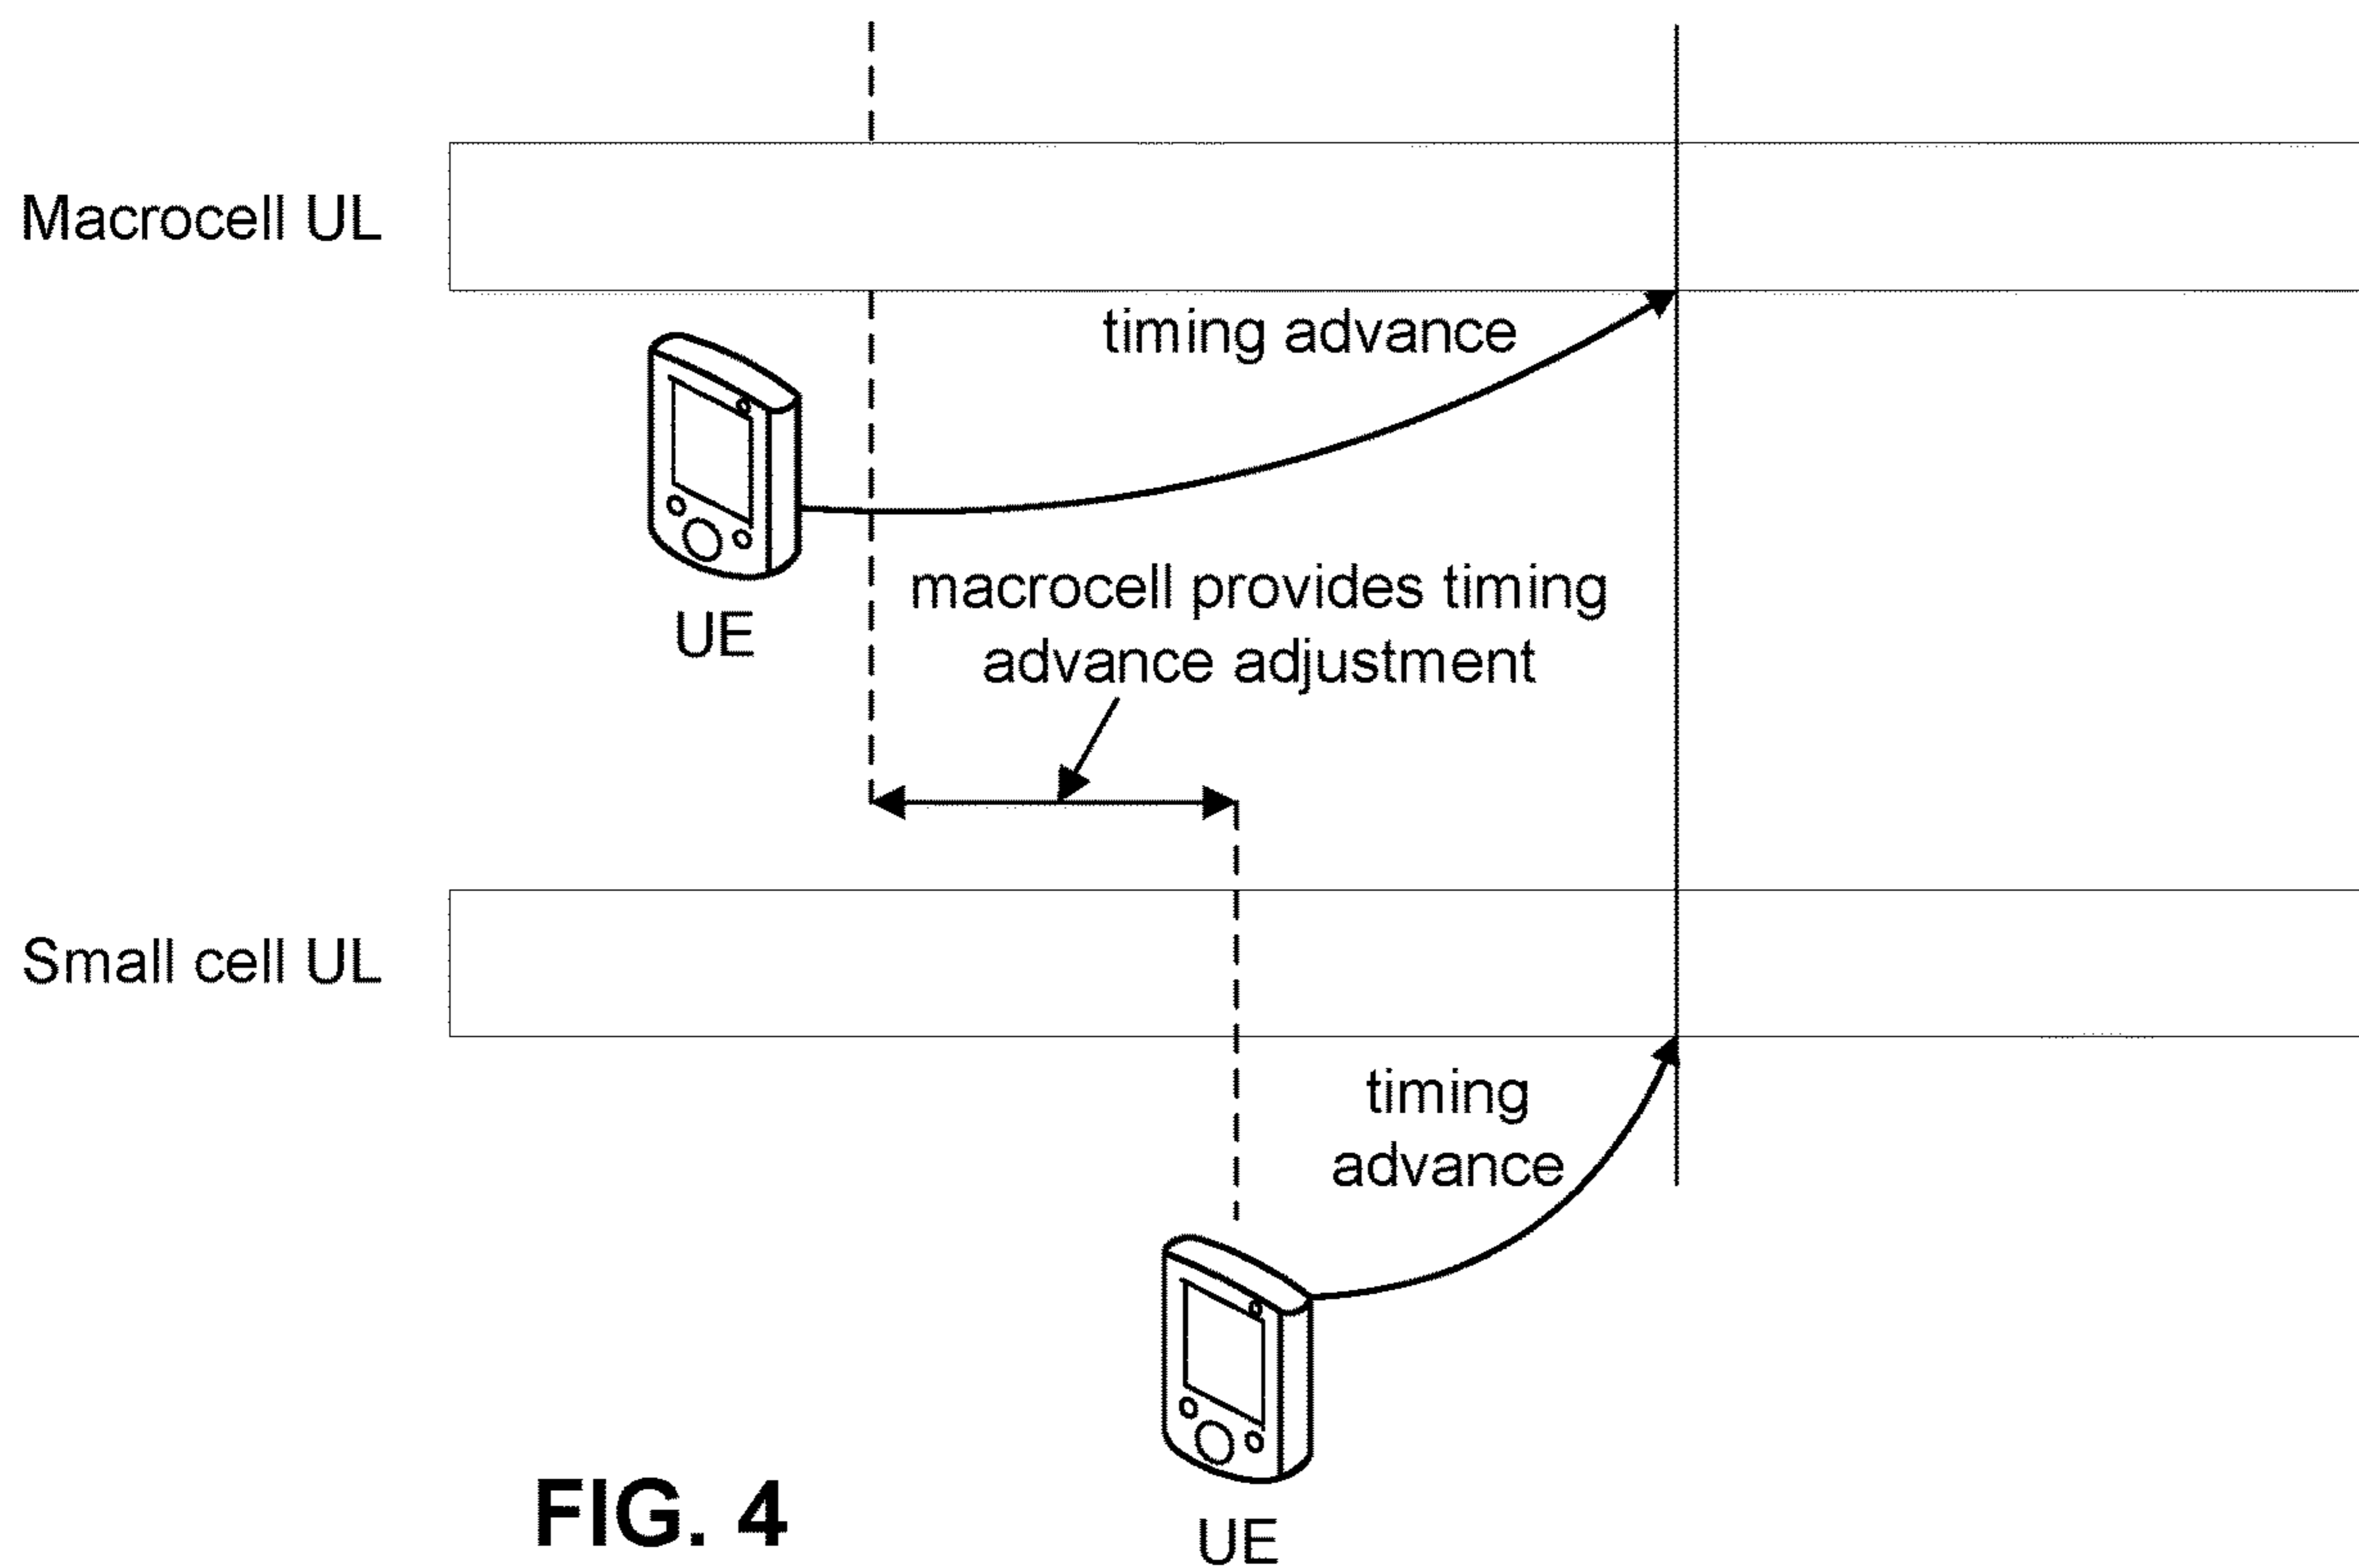 Macrocell UL
timing advance
UE
macrocell provides timing
advance adjustment
Small cell UL
timing
advance
UE
FIG. 4